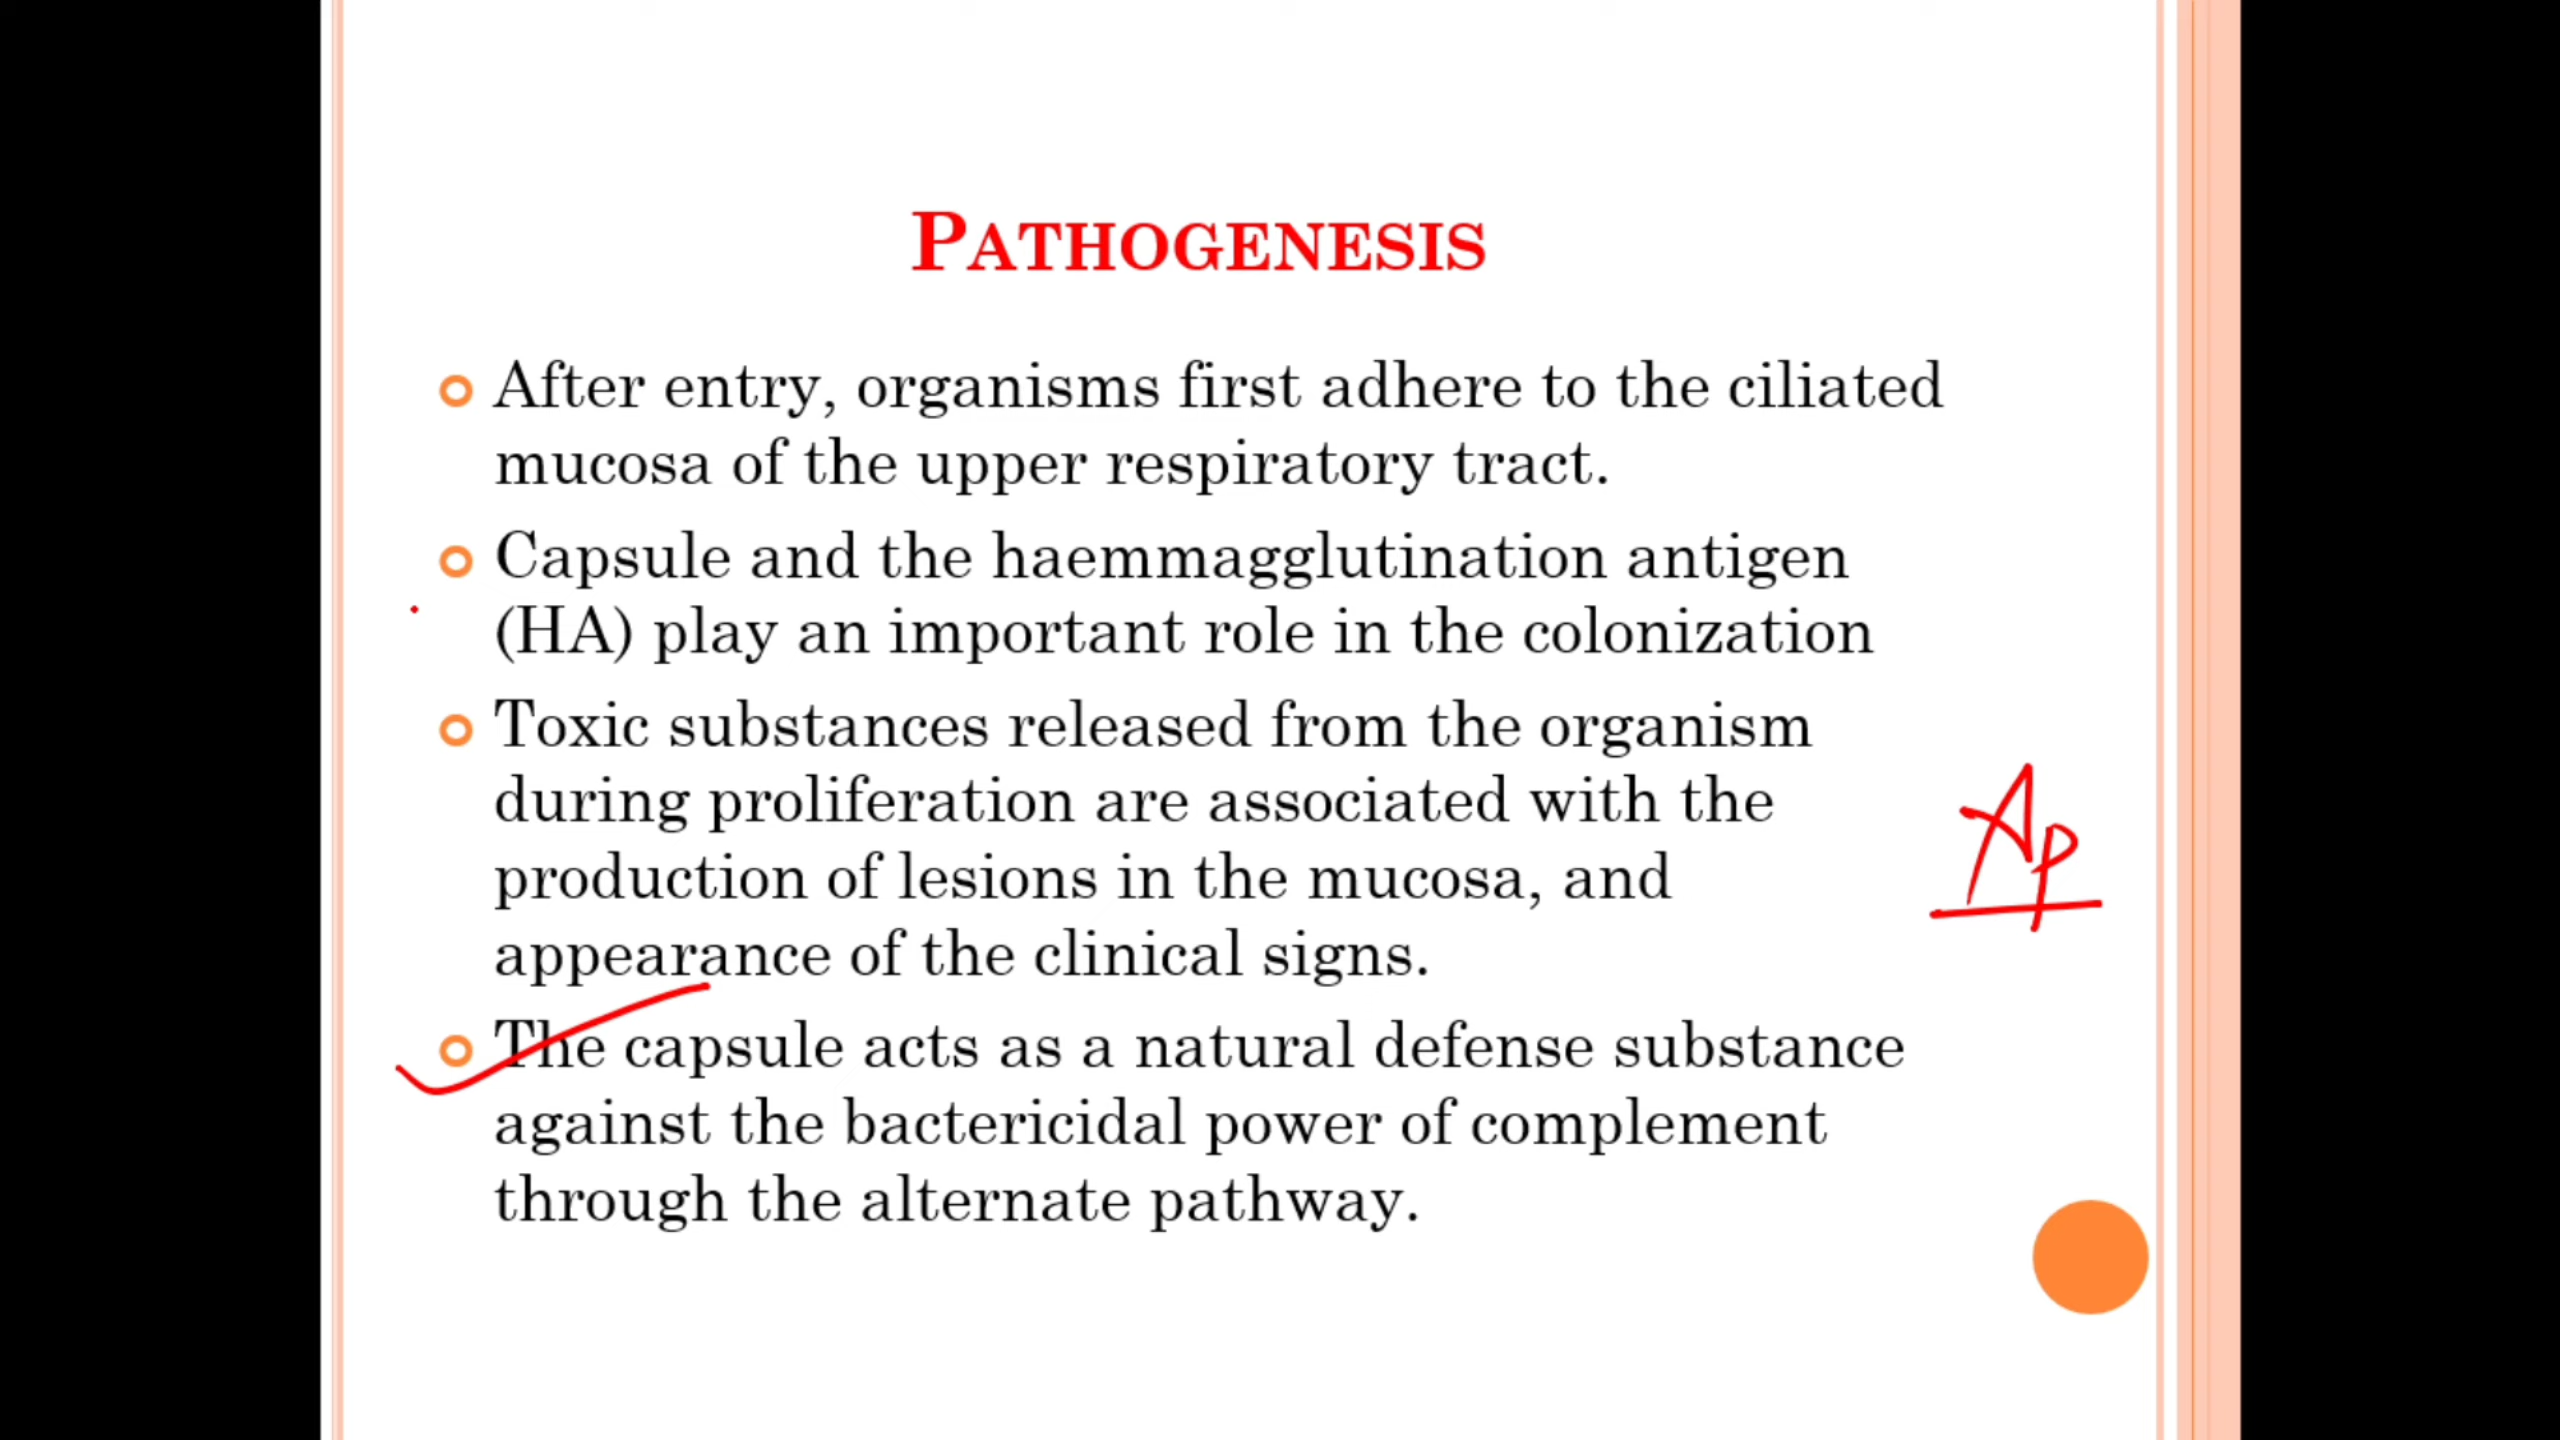 PATHOGENESIS
After entry, organisms first adhere to the ciliated
mucosa of the upper respiratory tract.
Capsule and the haemmagglutination antigen
(HA) play an important role in the colonization
Toxic substances released from the organism
during proliferation are associated with the
production of lesions in the mucosa, and
appearance of the clinical signs.
Ap
The capsule acts as a natural defense substance
against the bactericidal power of complement
through the alternate pathway.